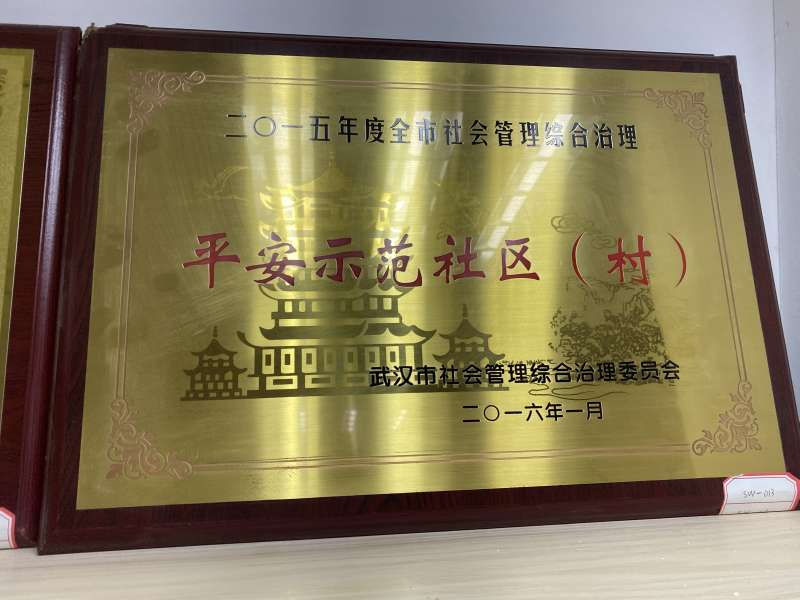 二〇一五年度全市社会管理综合治理
平安示范社区（村）
武汉市社会管理综合治理委员会
二〇一六年一月
SW-013